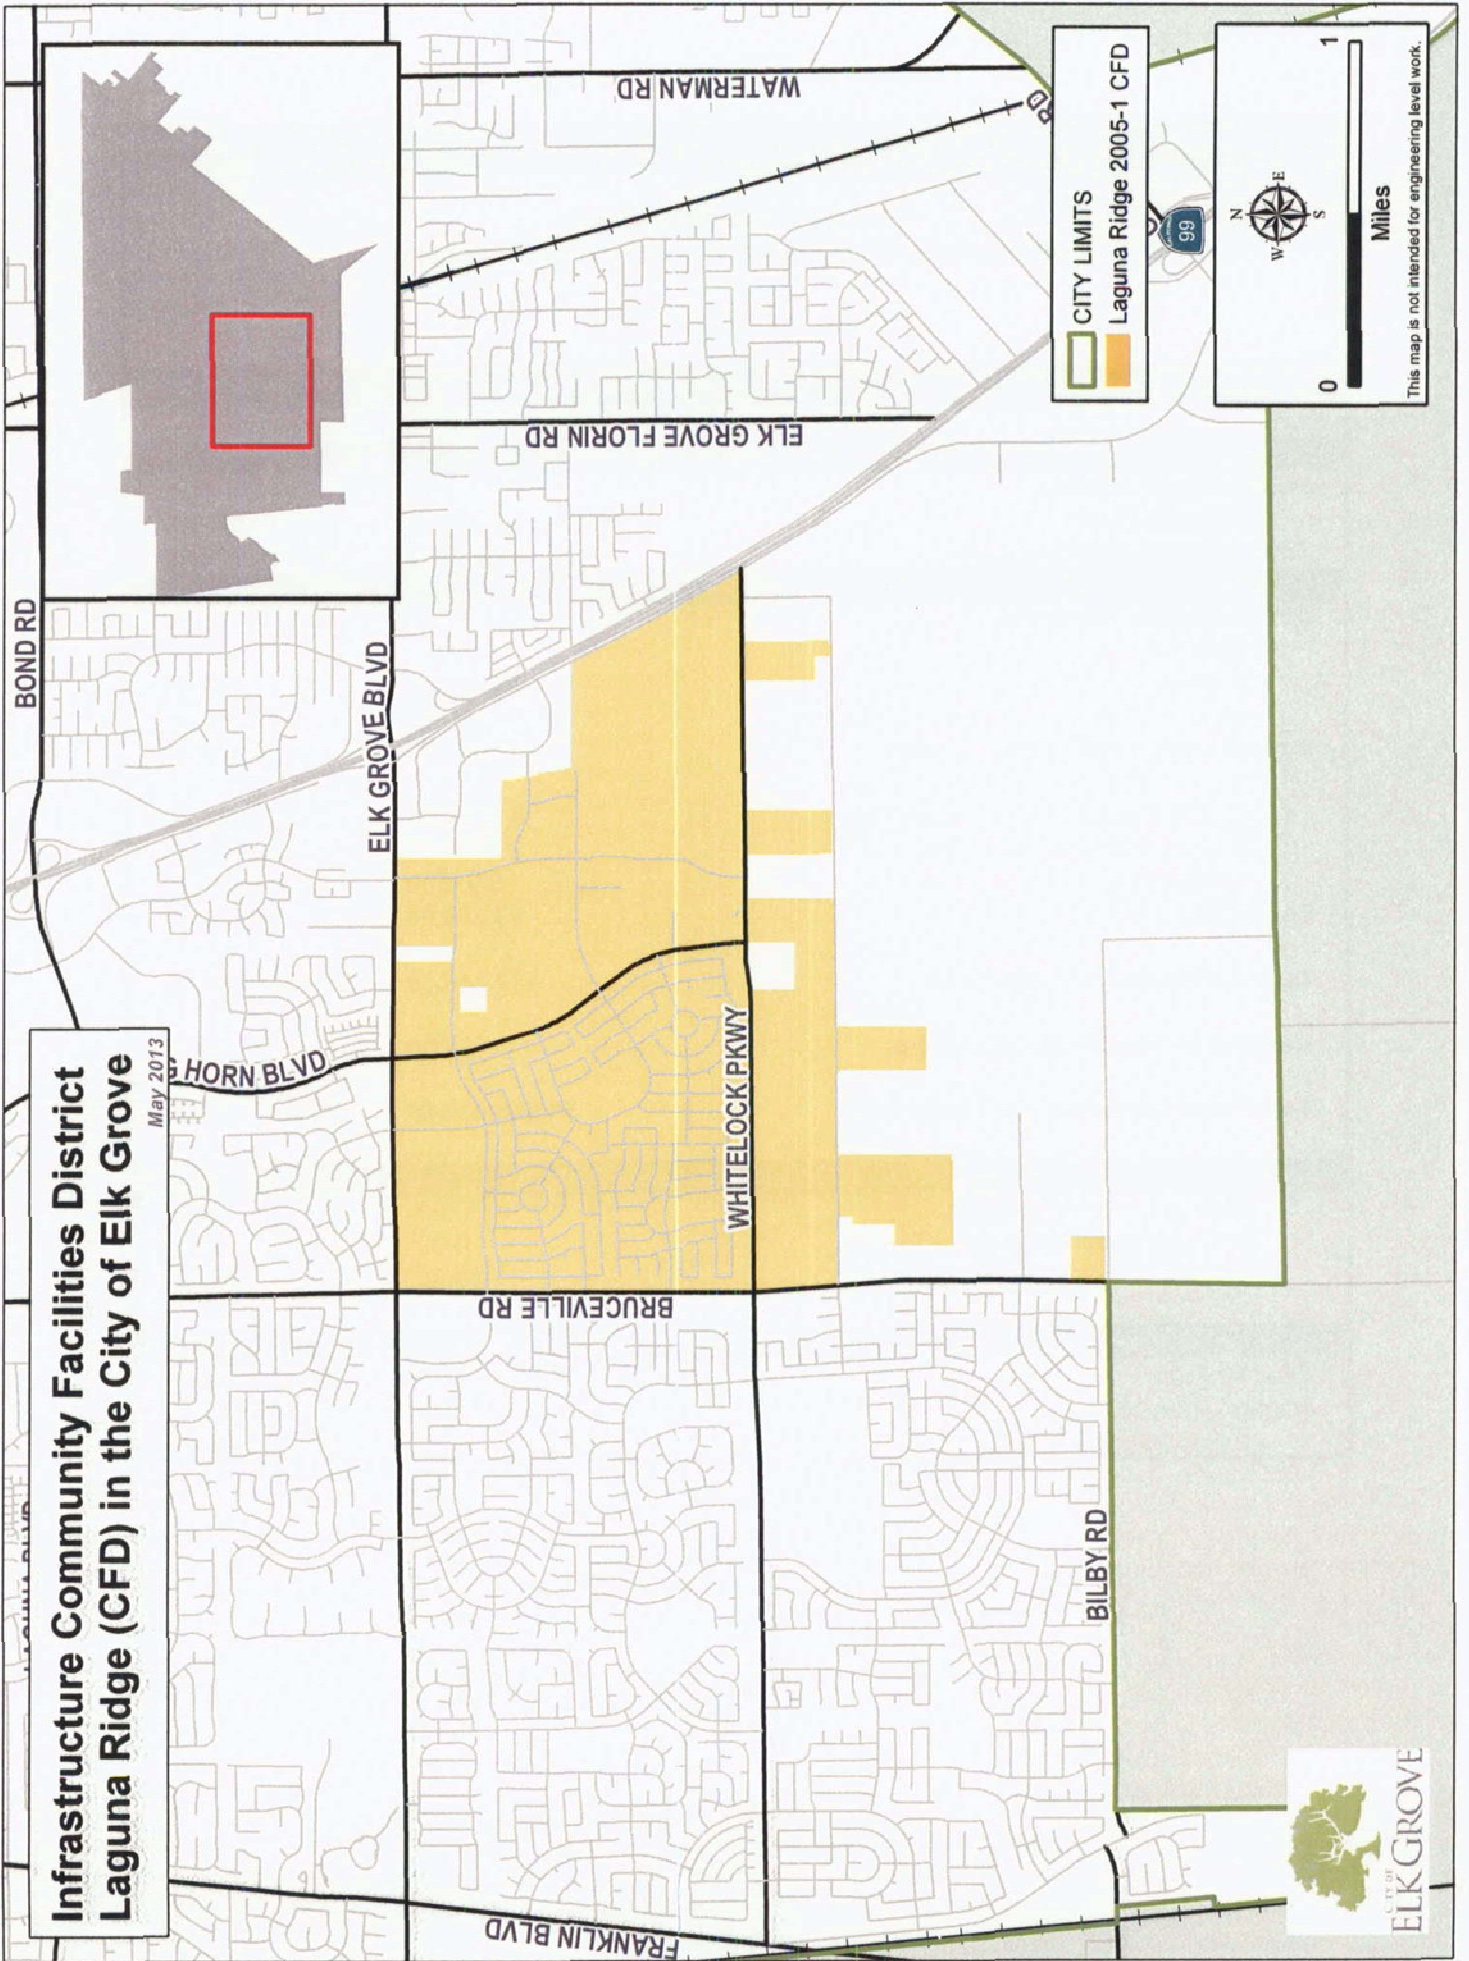 Infrastructure Community Facilities District
Laguna Ridge (CFD) in the City of Elk Grove
May 2013
BOND RD
ELK GROVE BLVD
HORN BLVD
WATERMAN RD
ELK GROVE FLORIN RD
BRUCEVILLE RD
WHITELOCK PKWY
FRANKLIN BLVD
BILBY RD
RD
CITY LIMITS
Laguna Ridge 2005-1 CFD
99
N
W
E
S
0
1
Miles
This map is not intended for engineering level work.
CITY OF
ELK GROVE